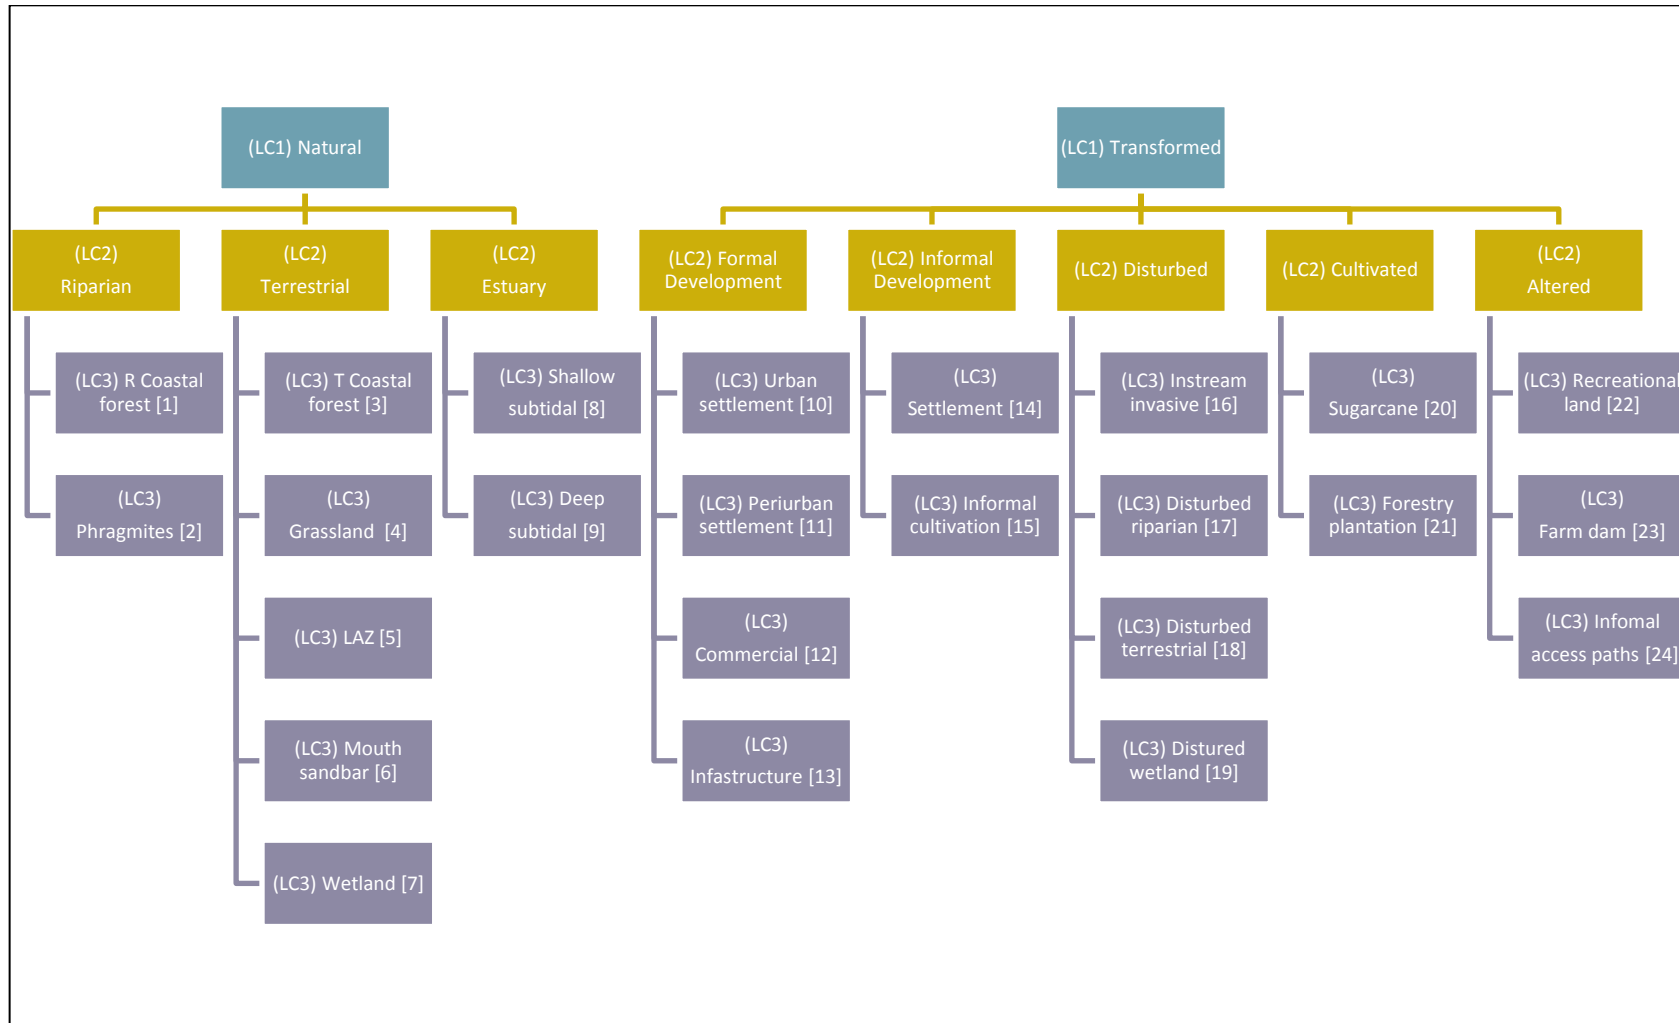 (LC1) Natural
(LC1) Transformed
(LC2)
Riparian
(LC2)
Terrestrial
(LC2)
Estuary
(LC2) Formal
Development
(LC2) Informal
Development
(LC2) Disturbed
(LC2) Cultivated
(LC2)
Altered
(LC3) R Coastal
forest [1]
(LC3) T Coastal
forest [3]
(LC3) Shallow
subtidal [8]
(LC3) Urban
settlement [10]
(LC3)
Settlement [14]
(LC3) Instream
invasive [16]
(LC3)
Sugarcane [20]
(LC3) Recreational
land [22]
(LC3)
Phragmites [2]
(LC3)
Grassland [4]
(LC3) Deep
subtidal [9]
(LC3) Periurban
settlement [11]
(LC3) Informal
cultivation [15]
(LC3) Disturbed
riparian [17]
(LC3) Forestry
plantation [21]
(LC3)
Farm dam [23]
(LC3) LAZ [5]
(LC3)
Commercial [12]
(LC3) Disturbed
terrestrial [18]
(LC3) Infomal
access paths [24]
(LC3) Mouth
sandbar [6]
(LC3)
Infastructure [13]
(LC3) Distured
wetland [19]
(LC3) Wetland [7]